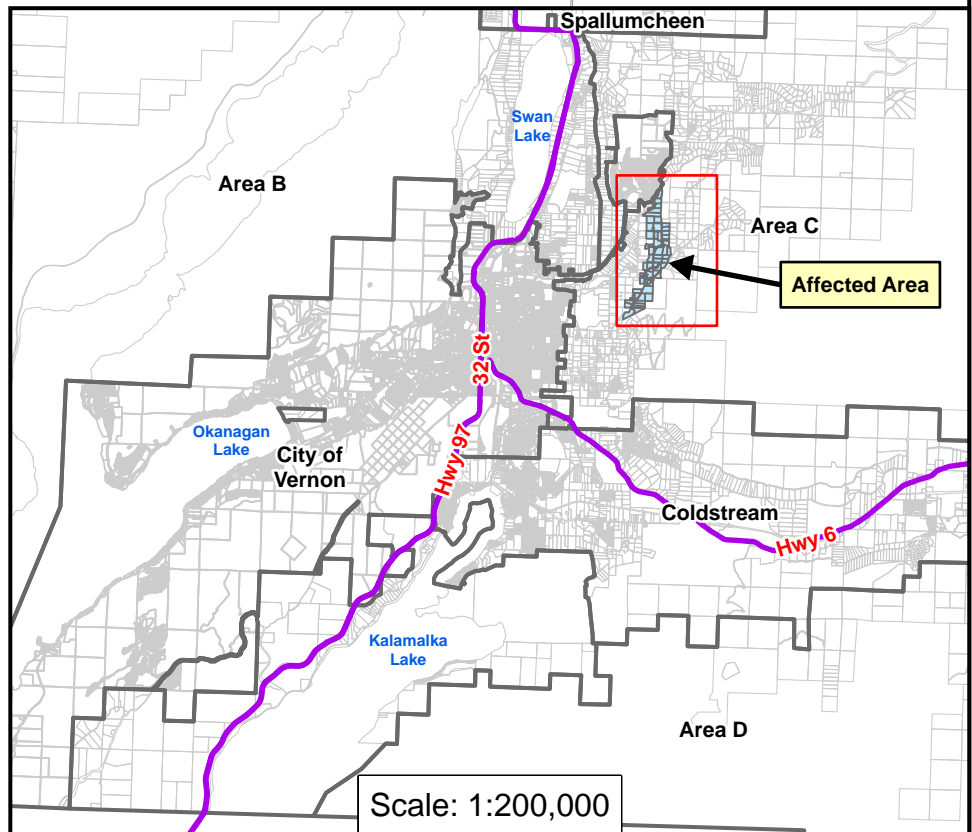 Spallumcheen
Swan
Lake
Area B
Area C
Affected Area
32 St
Okanagan
Lake
City of
Vernon
Hwy 97
Coldstream
Hwy 6
Kalamalka
Lake
Area D
Scale: 1:200,000